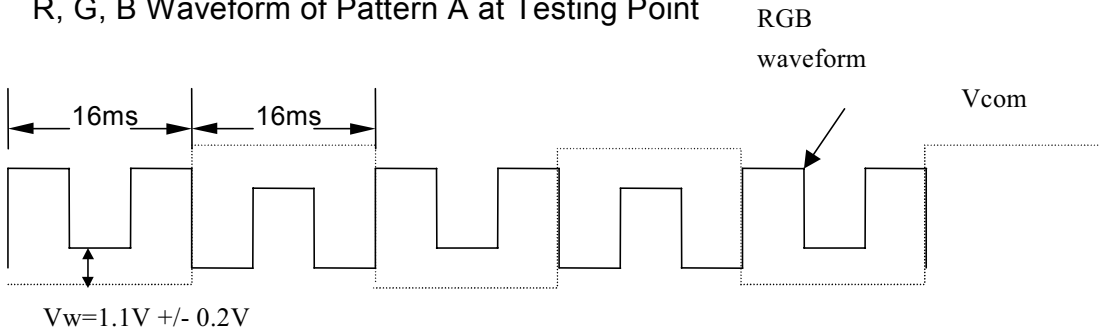 R, G, B Waveform of Pattern A at Testing Point
RGB
waveform
Vcom
16ms
16ms
Vw=1.1V +/- 0.2V